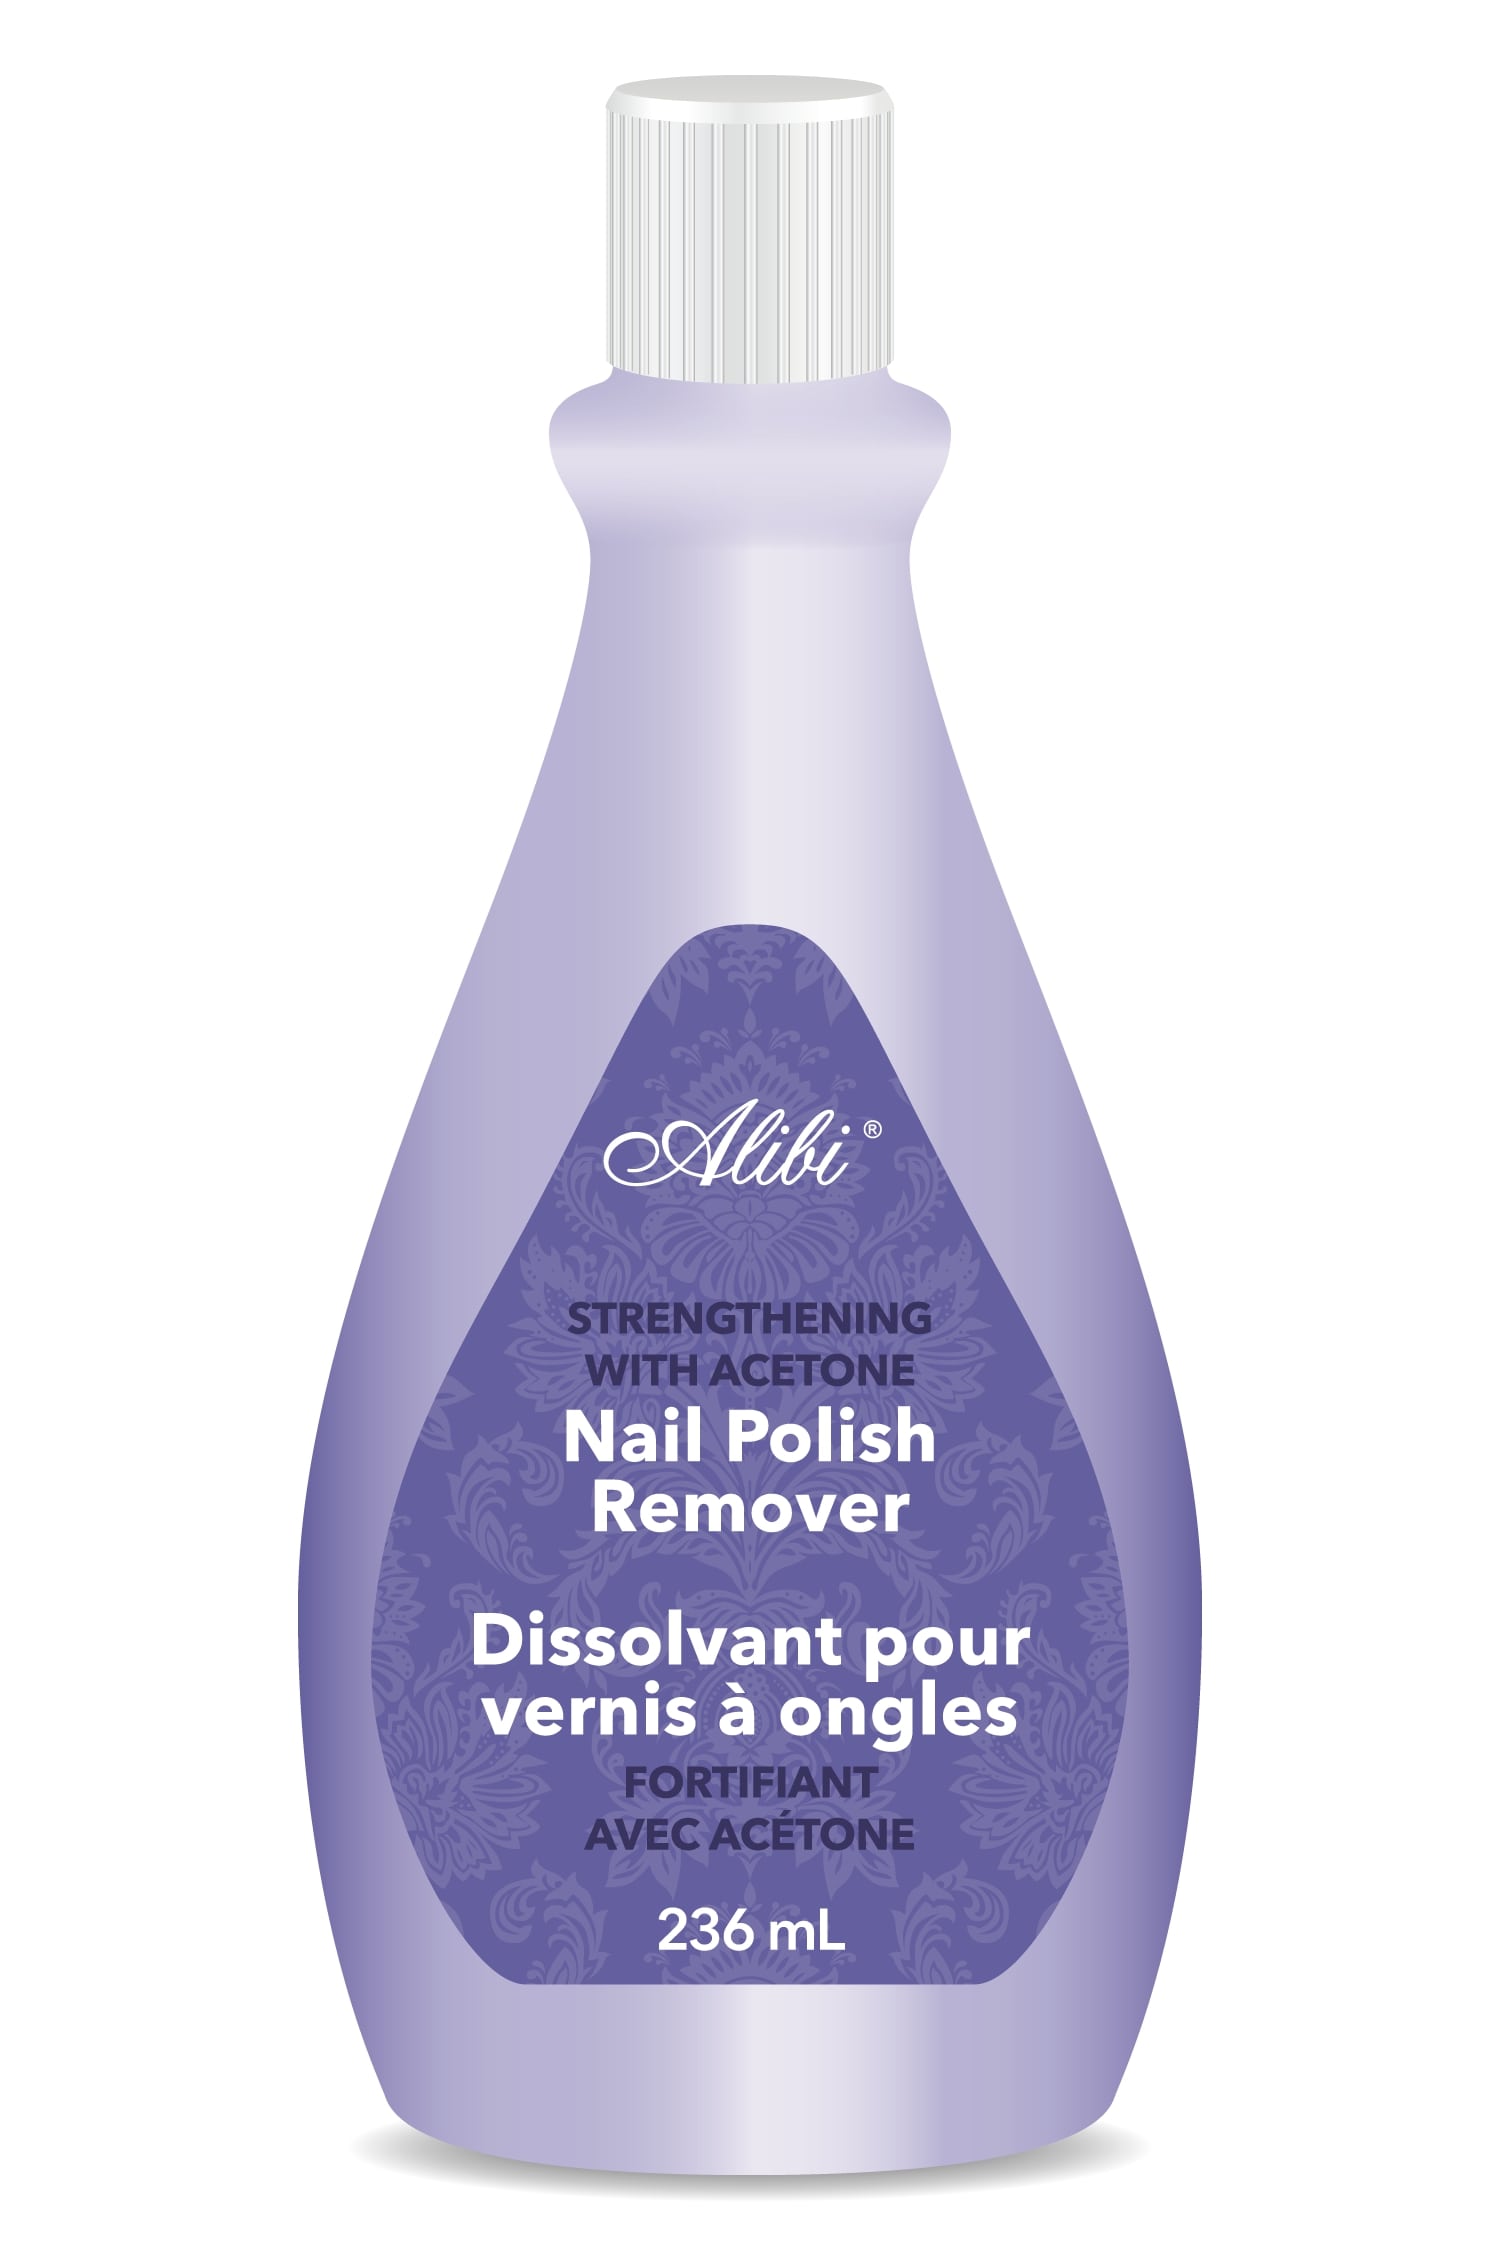 Alibi®
STRENGTHENING
WITH ACETONE
Nail Polish
Remover
Dissolvant pour
vernis à ongles
FORTIFIANT
AVEC ACÉTONE
236 mL